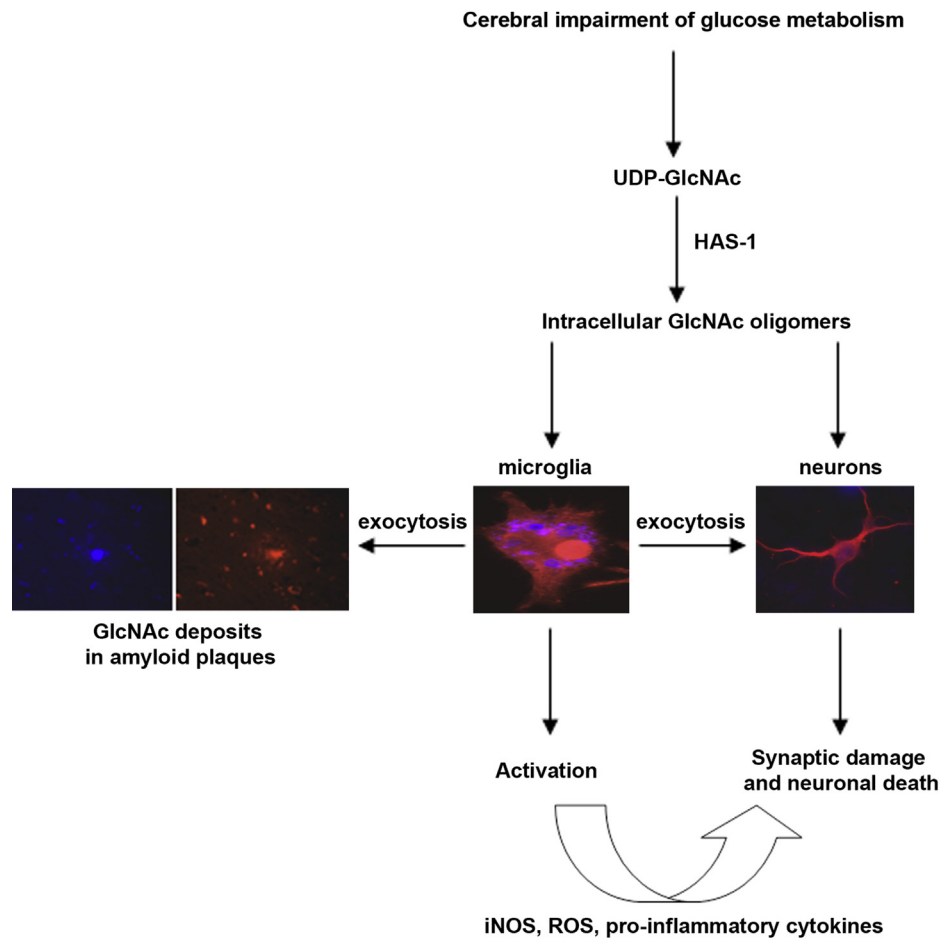 Cerebral impairment of glucose metabolism
UDP-GlcNAc
HAS-1
Intracellular GlcNAc oligomers
microglia
neurons
exocytosis
exocytosis
GlcNAc deposits
in amyloid plaques
Activation
Synaptic damage
and neuronal death
iNOS, ROS, pro-inflammatory cytokines